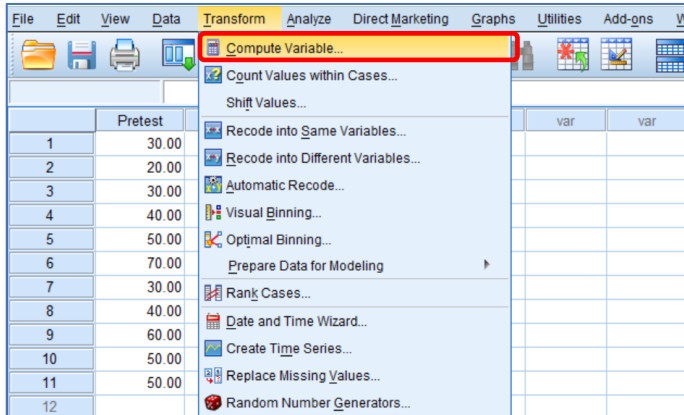 File Edit View Data Transform Analyze Direct Marketing Graphs Utilities Add-ons
Compute Variable...
Count Values within Cases...
Shift Values...
Pretest var var
Recode into Same Variables...
1 30.00
Recode into Different Variables...
2 20.00
3 30.00 Automatic Recode...
4 40.00 Visual Binning...
5 50.00 Optimal Binning...
6 70.00 Prepare Data for Modeling
7 30.00 Rank Cases...
8 40.00 Date and Time Wizard...
9 60.00 Create Time Series...
10 50.00
11 50.00 Replace Missing Values...
12 Random Number Generators...